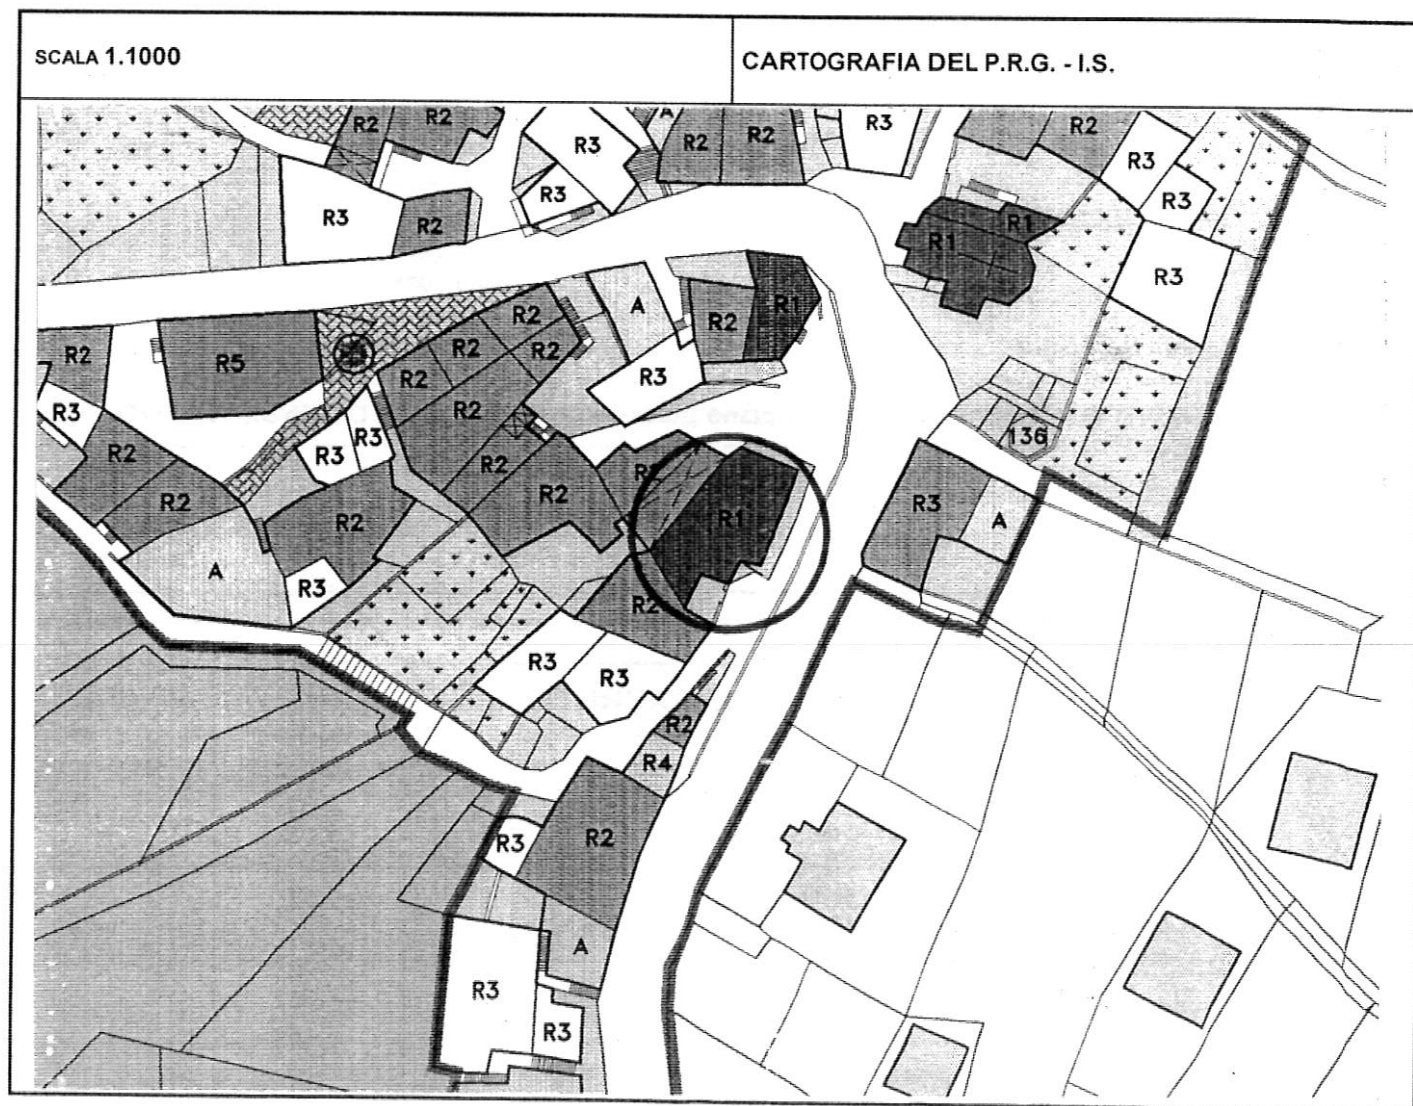 SCALA 1.1000
CARTOGRAFIA DEL P.R.G. - I.S.
R2 R2 R3 A R2 R2 R3 R2
R3 R3 R3
R3 R2 R1 R1 R3
R2 A R2 R1
R2 R5 R2 R2 R3
R2 R2
R3 R3 R3 136
R2 R2 R2 R1 R3 A
R2 R2 R2
A R3 R2
R3 R3
R2
R4
R3 R2
A
R3
R3